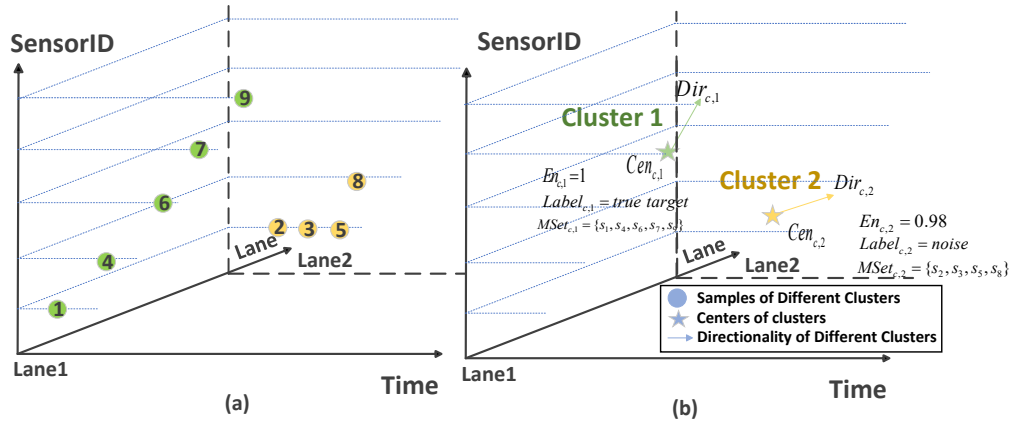 SensorID
9
7
8
6
2
3
5
4
1
Lane
Lane2
Lane1
Time
(a)
SensorID
Dir_{c,1}
Cluster 1
Cen_{c,1}
En_{c,1}=1
Label_{c,1} = true target
MSet_{c,1} = {s_1, s_4, s_6, s_7, s_9}
Cluster 2
Dir_{c,2}
Cen_{c,2}
En_{c,2} = 0.98
Label_{c,2} = noise
MSet_{c,2} = {s_2, s_3, s_5, s_8}
Lane
Lane2
Samples of Different Clusters
Centers of clusters
Directionality of Different Clusters
Lane1
Time
(b)